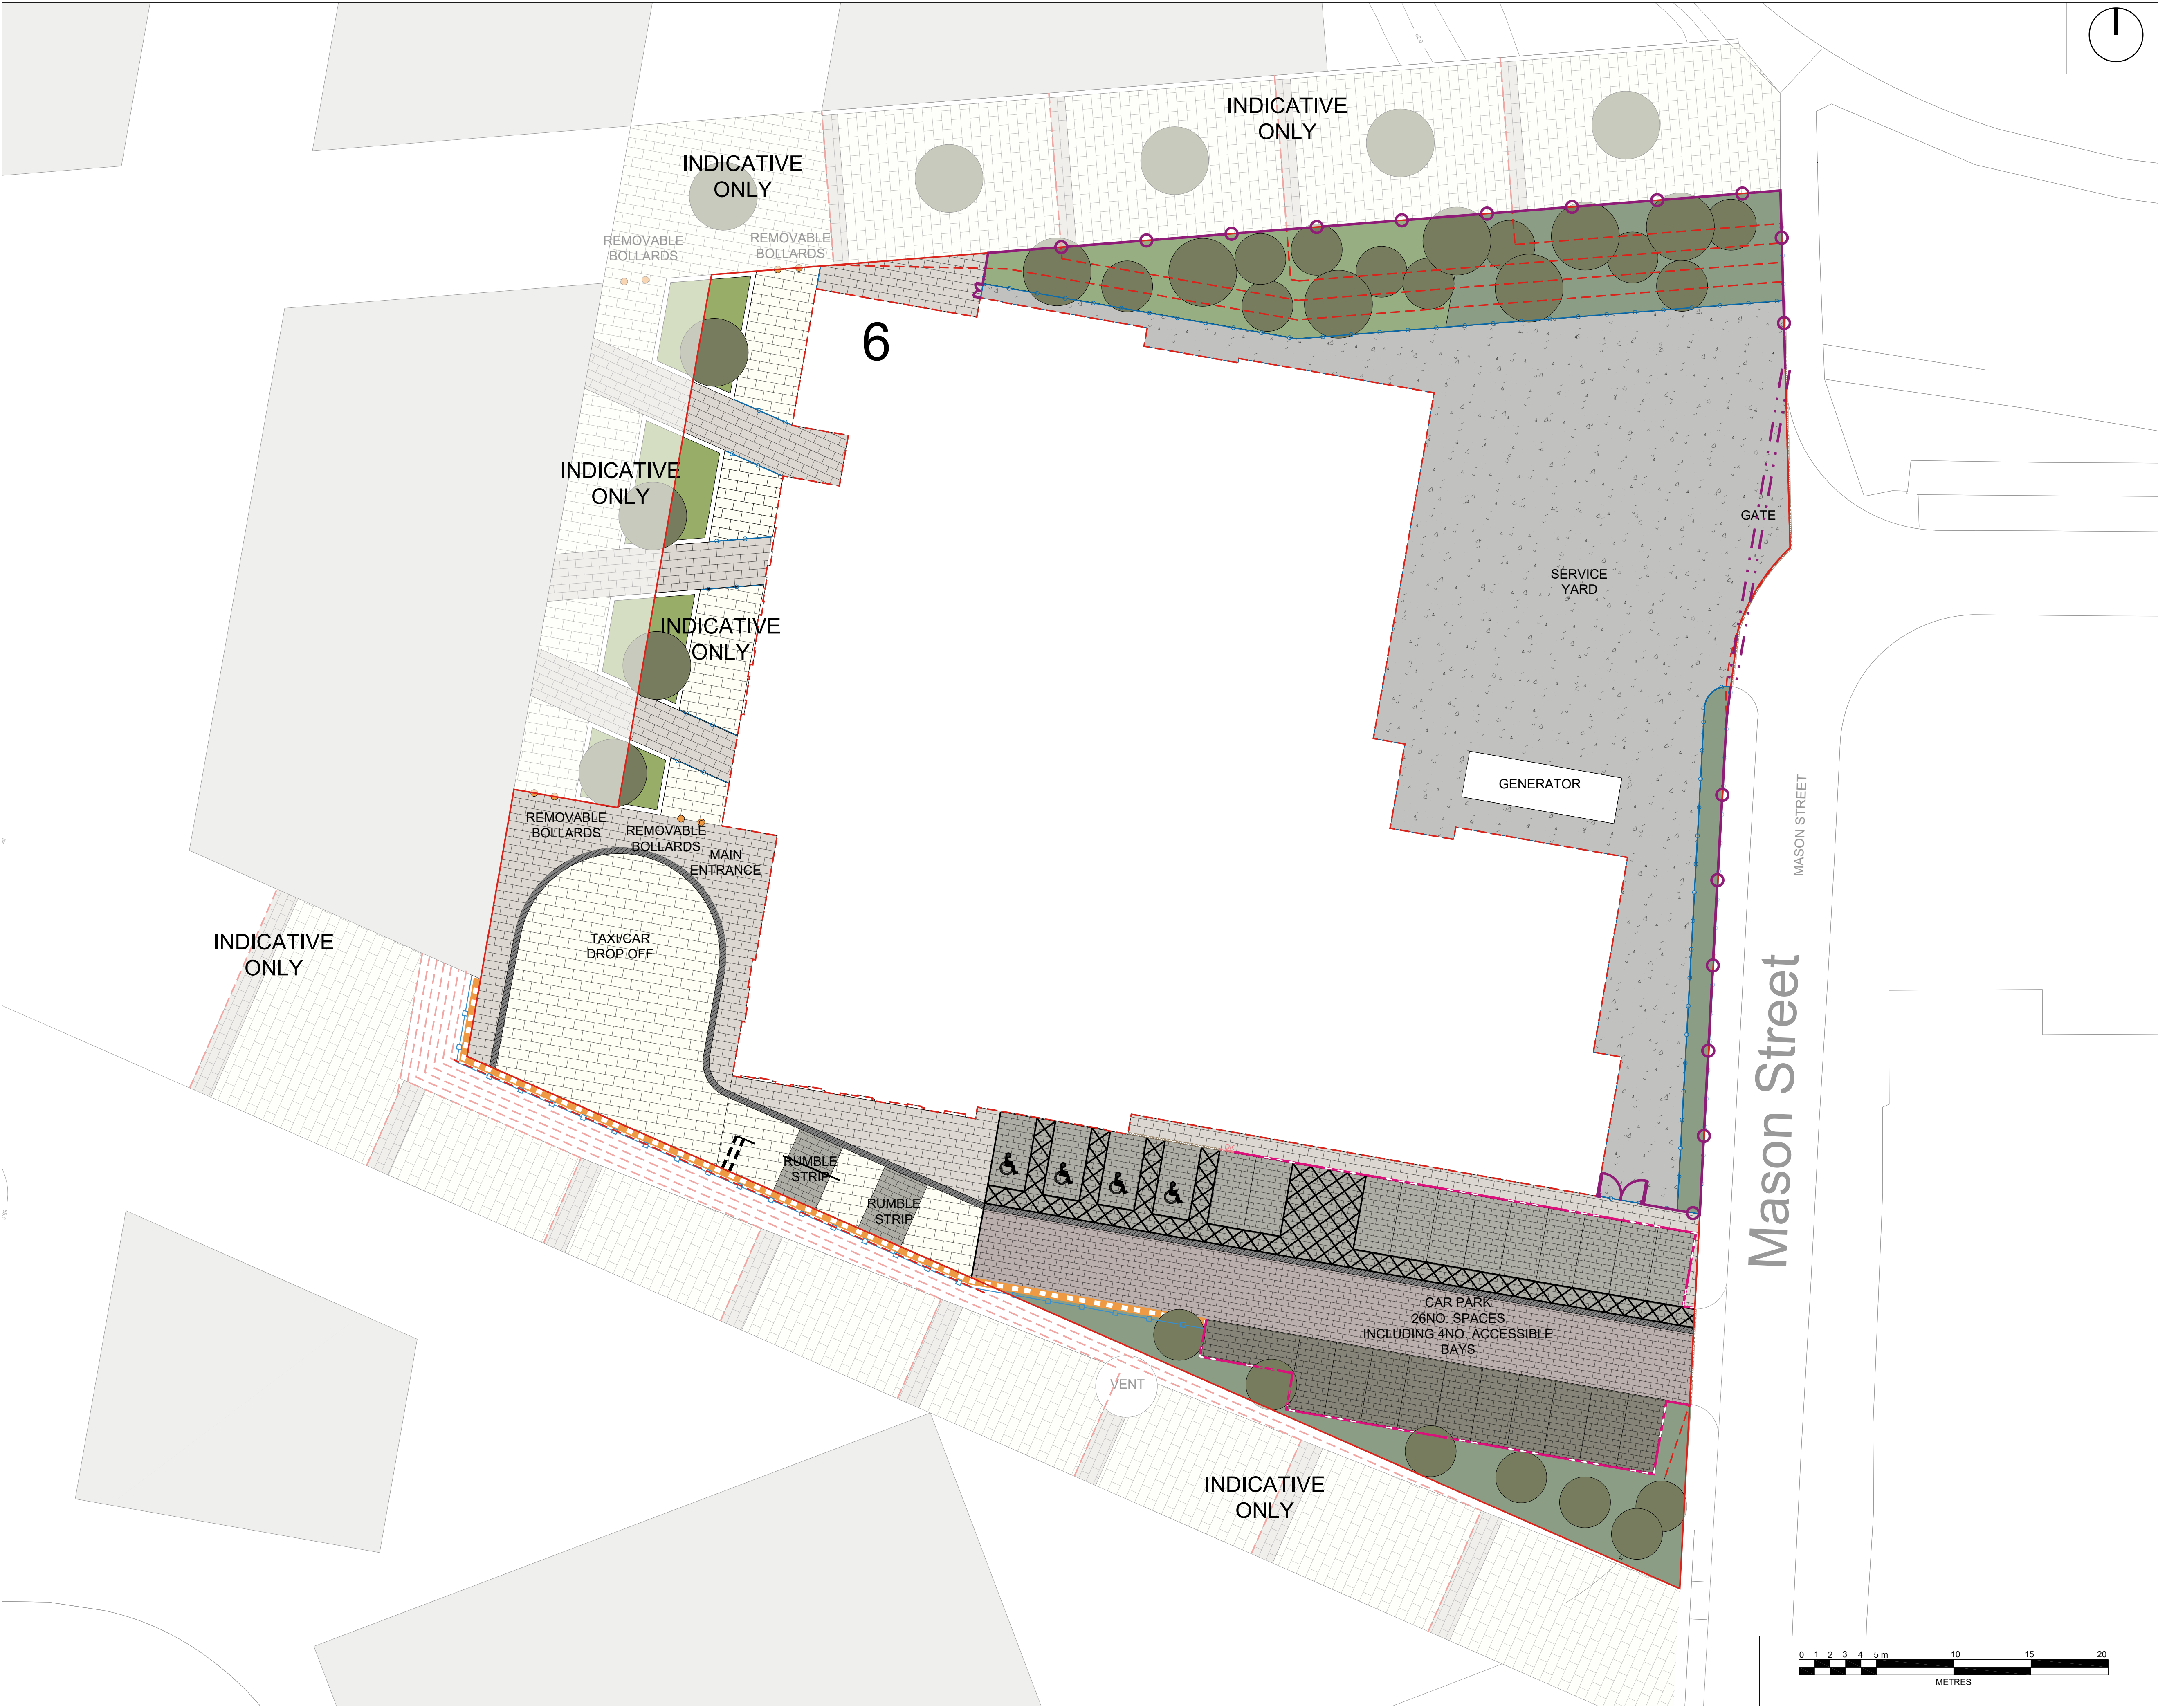 INDICATIVE
ONLY
INDICATIVE
ONLY
REMOVABLE
BOLLARDS
REMOVABLE
BOLLARDS
6
INDICATIVE
ONLY
GATE
SERVICE
YARD
INDICATIVE
ONLY
GENERATOR
MASON STREET
REMOVABLE
BOLLARDS
REMOVABLE
BOLLARDS
MAIN
ENTRANCE
INDICATIVE
ONLY
TAXI/CAR
DROP OFF
Mason Street
RUMBLE
STRIP
RUMBLE
STRIP
CAR PARK
26NO. SPACES
INCLUDING 4NO. ACCESSIBLE
BAYS
VENT
INDICATIVE
ONLY
0 1 2 3 4 5 m 10 15 20
METRES